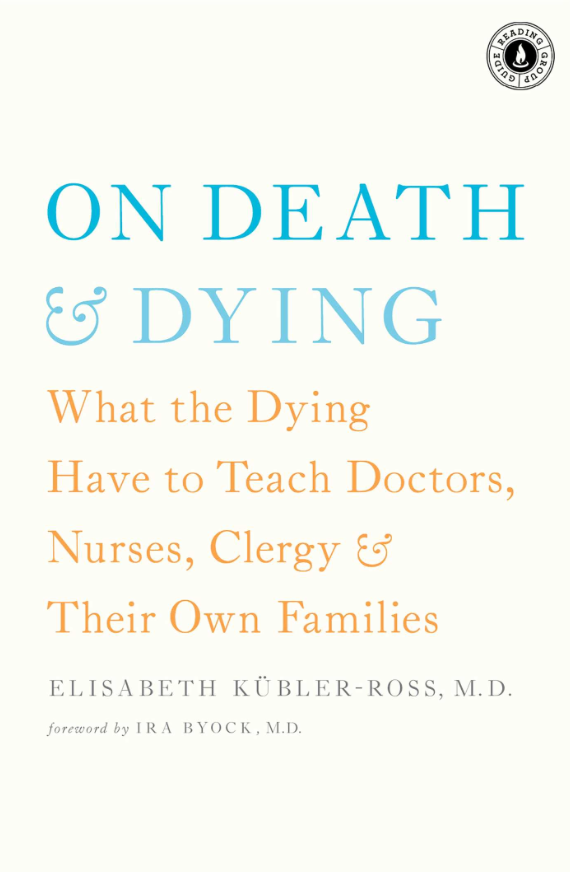 READING GROUP GUIDE
ON DEATH
& DYING
What the Dying
Have to Teach Doctors,
Nurses, Clergy &
Their Own Families
ELISABETH KÜBLER-ROSS, M.D.
foreword by IRA BYOCK, M.D.